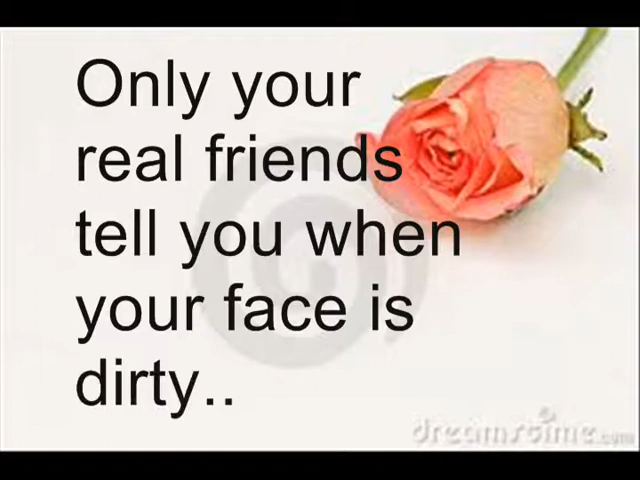 Only your
real friends
tell you when
your face is
dirty..
dreamstime.com